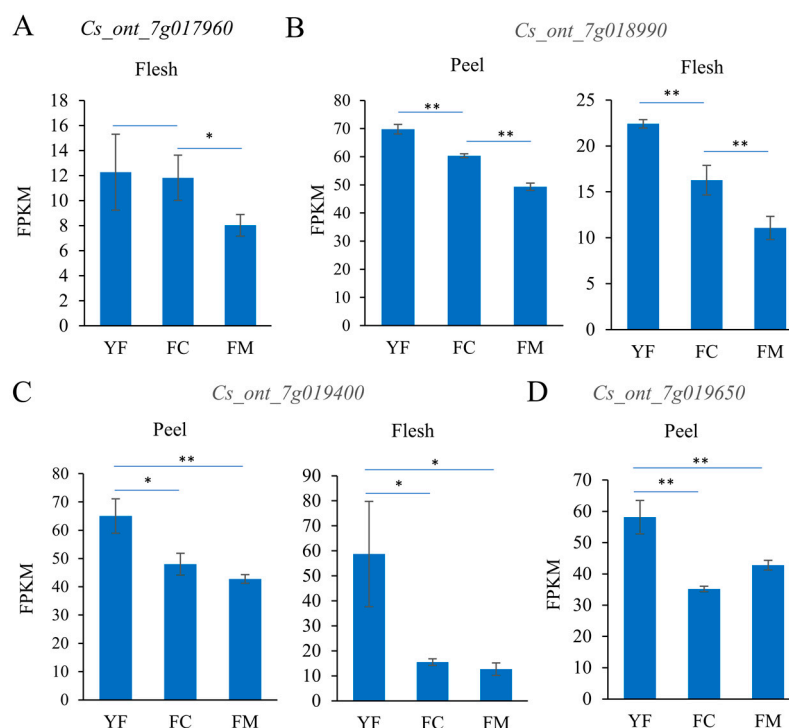 A
Cs_ont_7g017960
B
Cs_ont_7g018990
Flesh
18
16
14
12
10
8
6
4
2
0
FPKM
*
YF FC FM
Peel
80
70
60
50
40
30
20
10
0
FPKM
**
**
YF FC FM
Flesh
25
20
15
10
5
0
**
**
YF FC FM
C
Cs_ont_7g019400
D
Cs_ont_7g019650
Peel
80
70
60
50
40
30
20
10
0
FPKM
**
*
YF FC FM
Flesh
90
80
70
60
50
40
30
20
10
0
*
*
YF FC FM
Peel
70
60
50
40
30
20
10
0
FPKM
**
**
YF FC FM